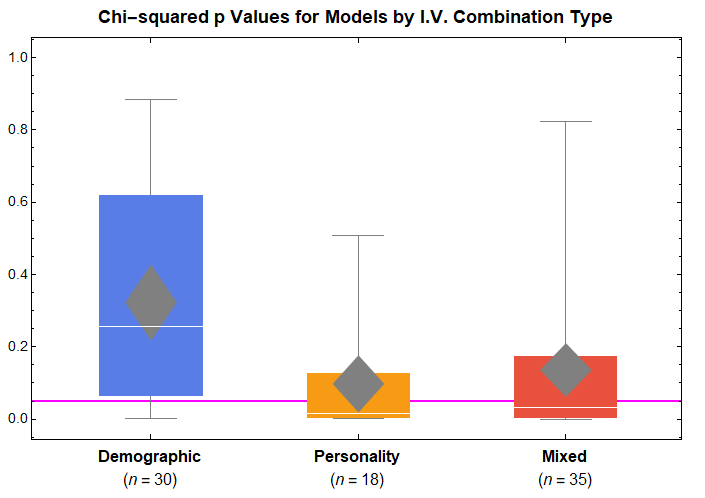 Chi-squared p Values for Models by I.V. Combination Type
1.0
0.8
0.6
0.4
0.2
0.0
Demographic Personality Mixed
(n = 30) (n = 18) (n = 35)